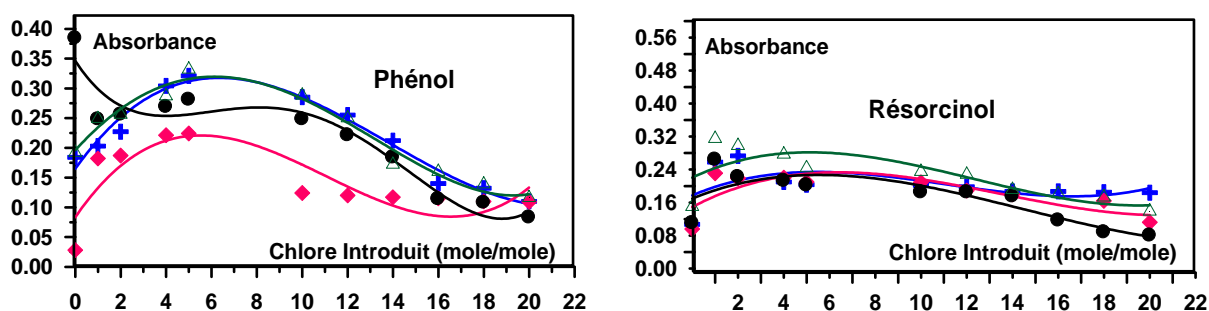 0.40
0.35
0.30
0.25
0.20
0.15
0.10
0.05
0.00
Absorbance
Phénol
Chlore Introduit (mole/mole)
0 2 4 6 8 10 12 14 16 18 20 22
0.56
0.48
0.40
0.32
0.24
0.16
0.08
0.00
Absorbance
Résorcinol
Chlore Introduit (mole/mole)
2 4 6 8 10 12 14 16 18 20 22